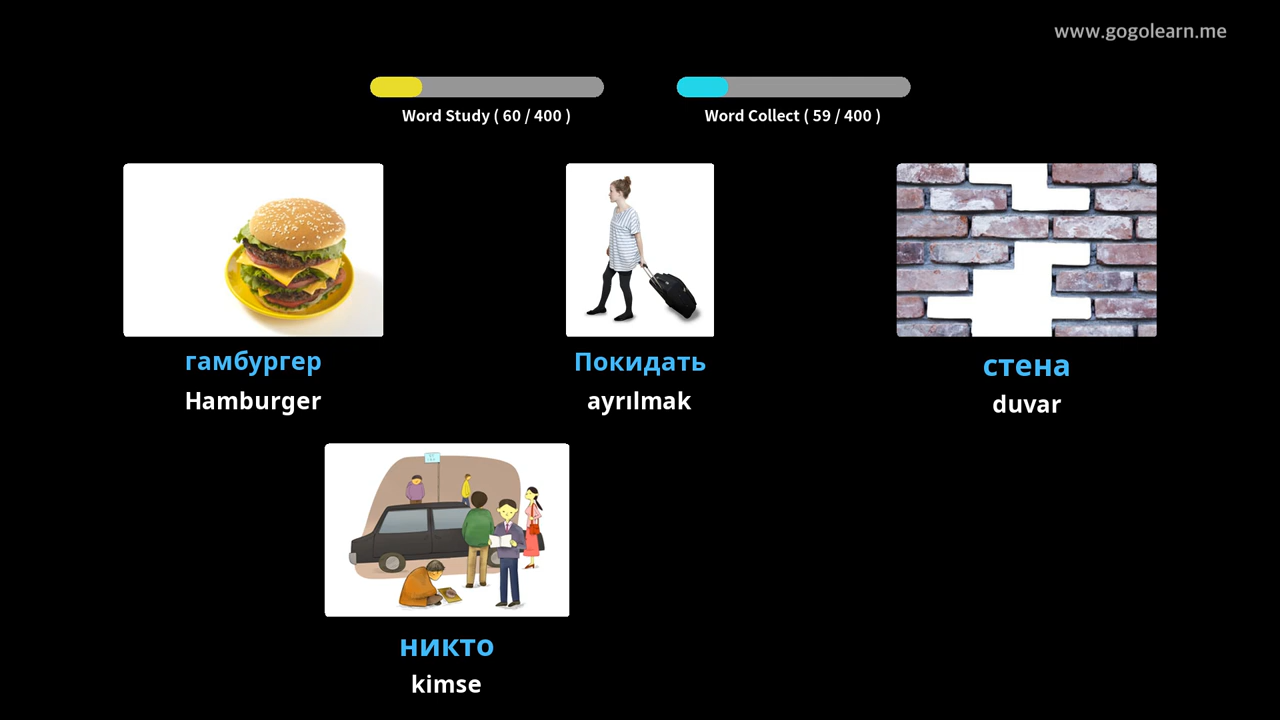 www.gogolearn.me
Word Study ( 60 / 400 )
Word Collect ( 59 / 400 )
гамбургер
Hamburger
Покидать
ayrılmak
стена
duvar
никто
kimse